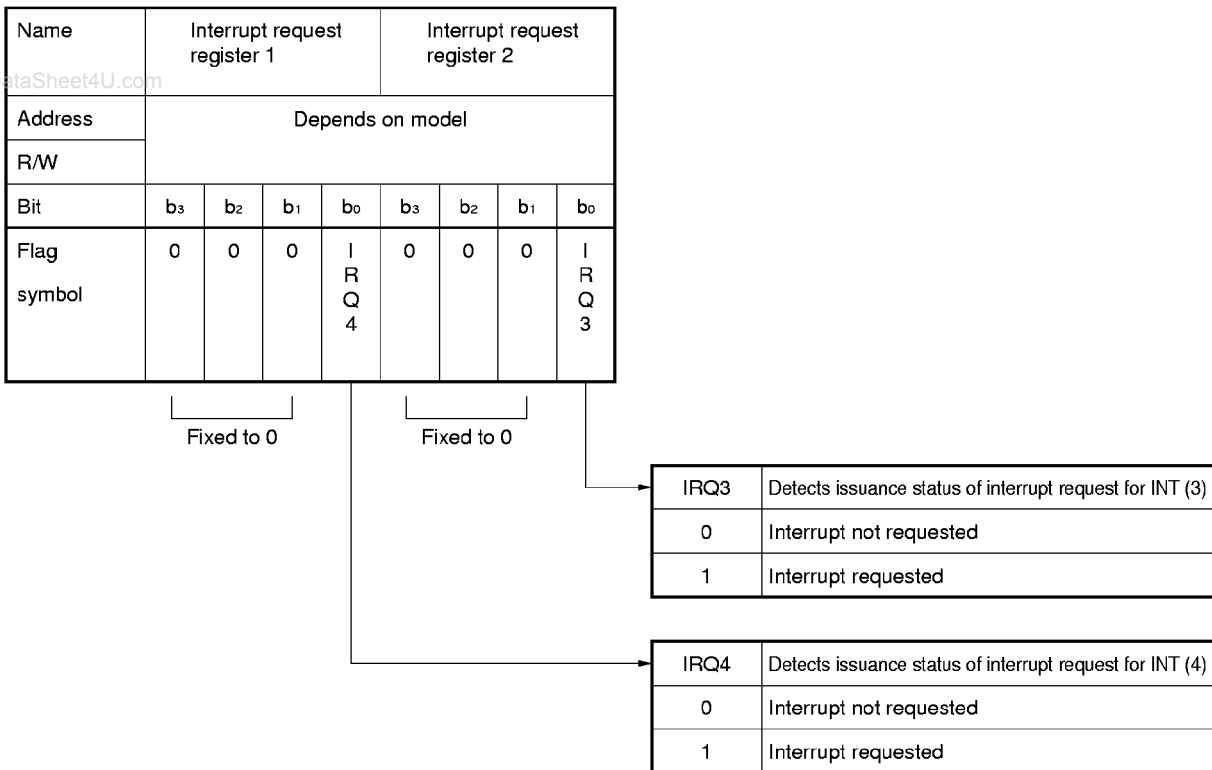 Name Interrupt request register 1 Interrupt request register 2
ataSheet4U.com
Address Depends on model
R/W
Bit b3 b2 b1 b0 b3 b2 b1 b0
Flag symbol 0 0 0 IRQ4 0 0 0 IRQ3
Fixed to 0 Fixed to 0
IRQ3 Detects issuance status of interrupt request for INT (3)
0 Interrupt not requested
1 Interrupt requested
IRQ4 Detects issuance status of interrupt request for INT (4)
0 Interrupt not requested
1 Interrupt requested